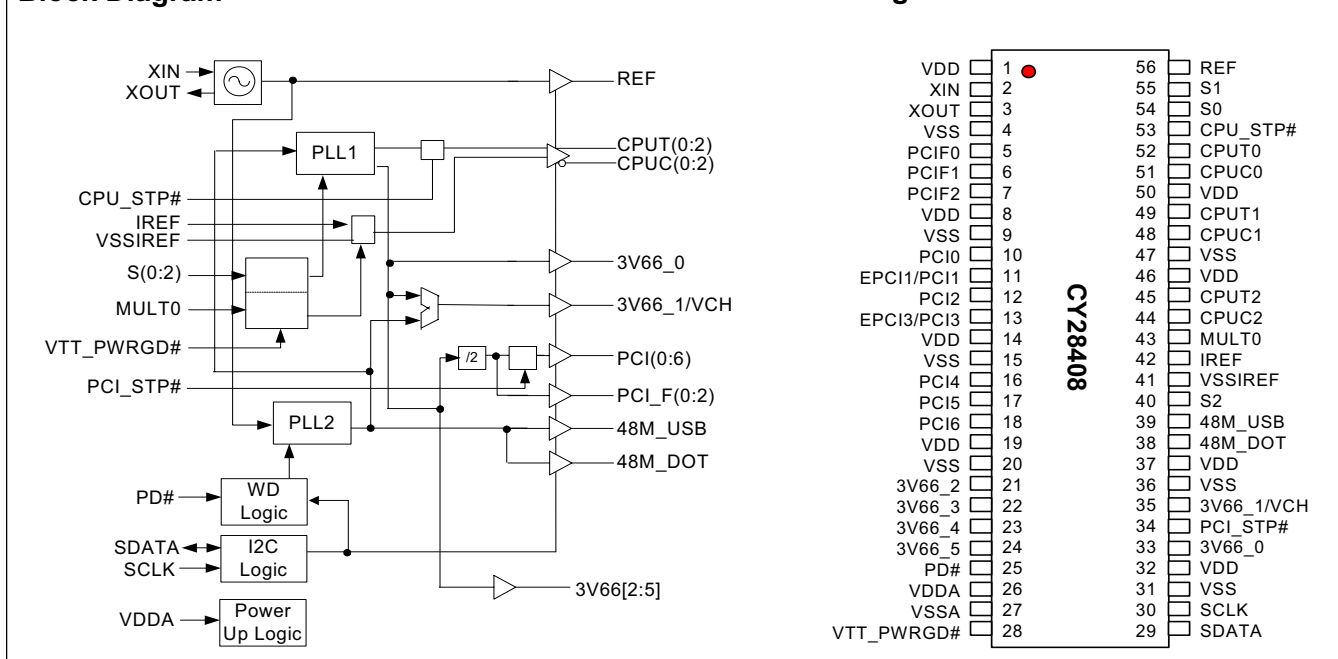 Block Diagram
XIN
XOUT
REF
PLL1
CPUT(0:2)
CPUC(0:2)
CPU_STP#
IREF
VSSIREF
S(0:2)
3V66_0
MULT0
3V66_1/VCH
VTT_PWRGD#
/2
PCI(0:6)
PCI_STP#
PCI_F(0:2)
PLL2
48M_USB
48M_DOT
PD#
WD
Logic
SDATA
SCLK
I2C
Logic
3V66[2:5]
VDDA
Power
Up Logic
VDD 1 56 REF
XIN 2 55 S1
XOUT 3 54 S0
VSS 4 53 CPU_STP#
PCIF0 5 52 CPUT0
PCIF1 6 51 CPUC0
PCIF2 7 50 VDD
VDD 8 49 CPUT1
VSS 9 48 CPUC1
PCI0 10 47 VSS
EPCI1/PCI1 11 46 VDD
PCI2 12 45 CPUT2
EPCI3/PCI3 13 44 CPUC2
VDD 14 43 MULT0
VSS 15 42 IREF
PCI4 16 41 VSSIREF
PCI5 17 40 S2
PCI6 18 39 48M_USB
VDD 19 38 48M_DOT
VSS 20 37 VDD
3V66_2 21 36 VSS
3V66_3 22 35 3V66_1/VCH
3V66_4 23 34 PCI_STP#
3V66_5 24 33 3V66_0
PD# 25 32 VDD
VDDA 26 31 VSS
VSSA 27 30 SCLK
VTT_PWRGD# 28 29 SDATA
CY28408